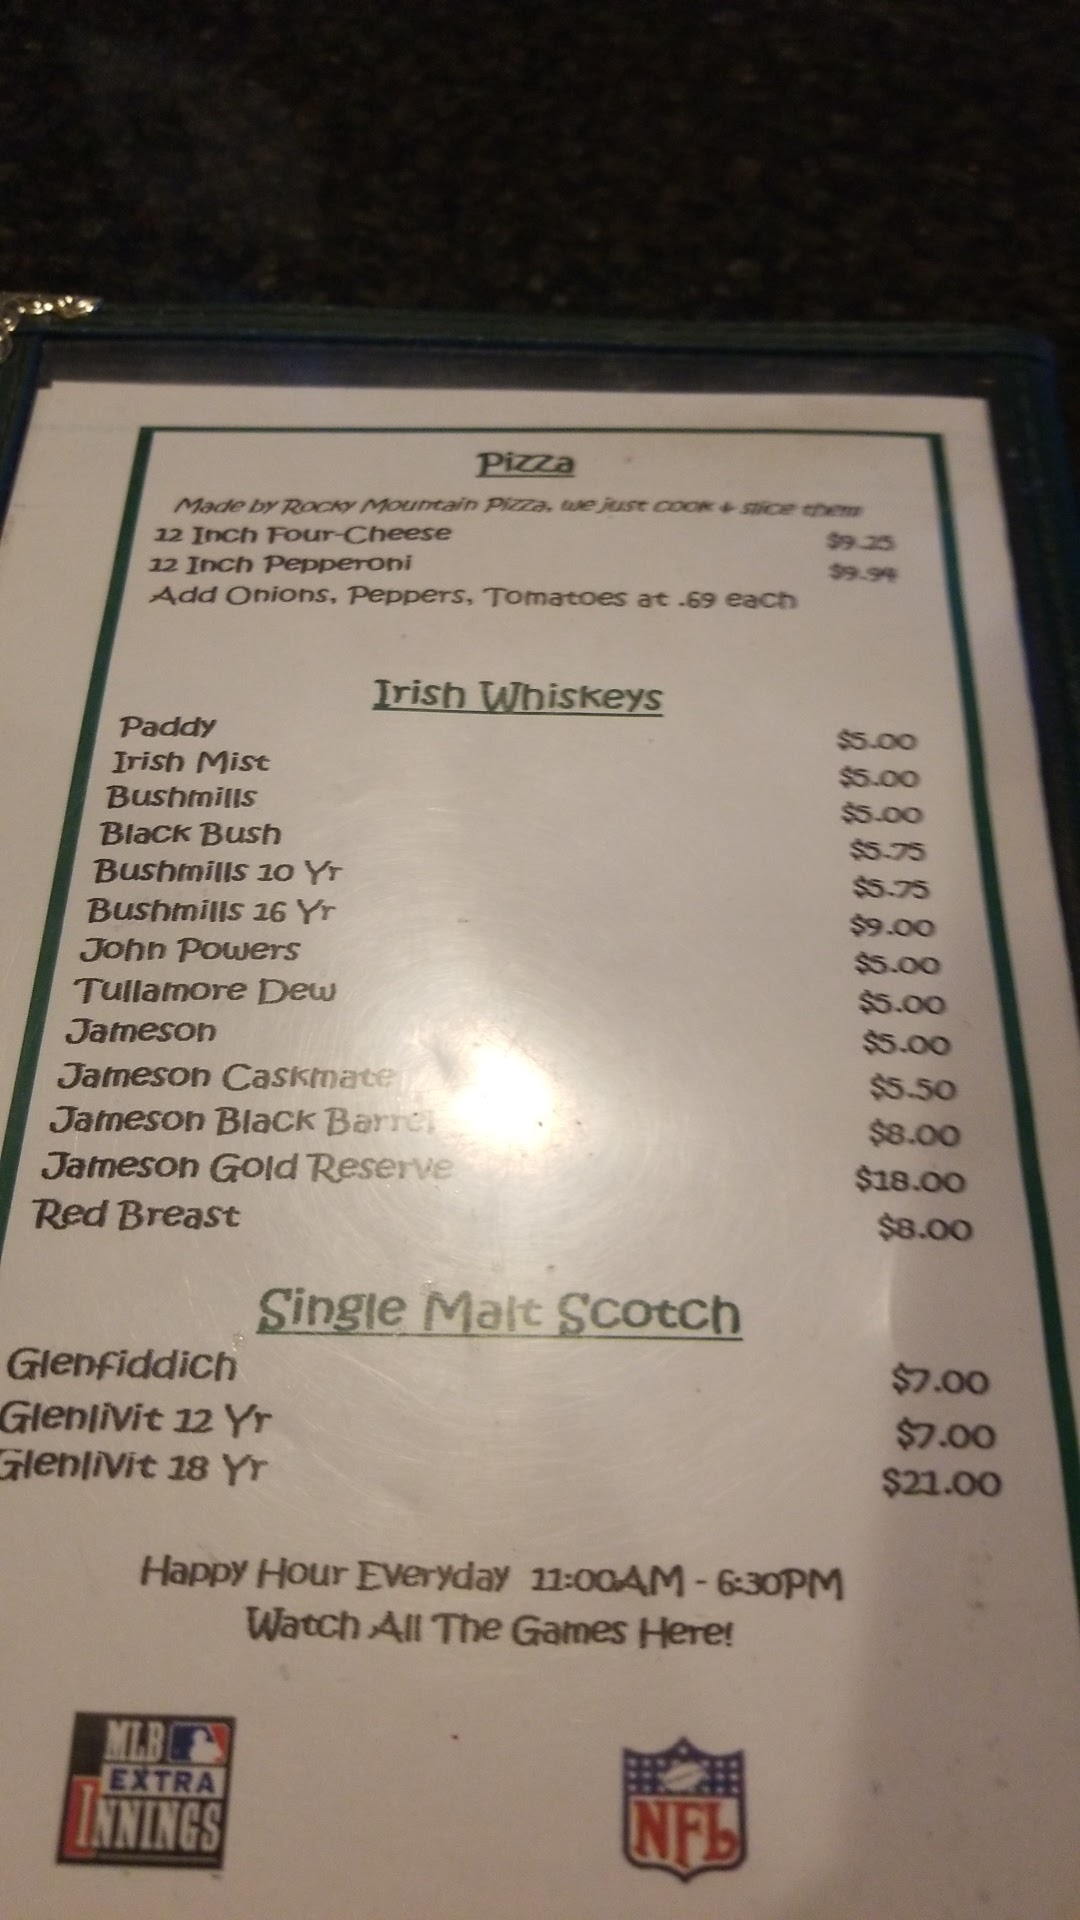 Pizza
Made by Rocky Mountain Pizza, we just cook + slice them
12 Inch Four-Cheese $9.25
12 Inch Pepperoni $9.94
Add Onions, Peppers, Tomatoes at .69 each
Irish Whiskeys
Paddy $5.00
Irish Mist $5.00
Bushmills $5.00
Black Bush $5.75
Bushmills 10 Yr $5.75
Bushmills 16 Yr $9.00
John Powers $5.00
Tullamore Dew $5.00
Jameson $5.00
Jameson Caskmate $5.50
Jameson Black Barrel $8.00
Jameson Gold Reserve $18.00
Red Breast $8.00
Single Malt Scotch
Glenfiddich $7.00
Glenlivit 12 Yr $7.00
Glenlivit 18 Yr $21.00
Happy Hour Everyday 11:00AM - 6:30PM
Watch All The Games Here!
MLB
EXTRA
INNINGS
NFL